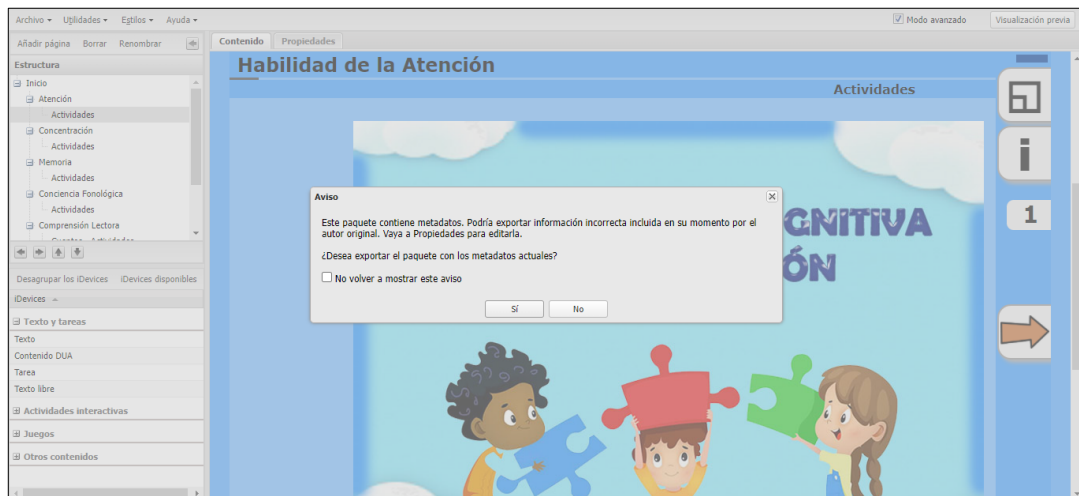 Archivo Utilidades Estilos Ayuda
Modo avanzado
Visualización previa
Añadir página Borrar Renombrar
Contenido Propiedades
Estructura
Inicio
Atención
Actividades
Concentración
Actividades
Memoria
Actividades
Conciencia Fonológica
Actividades
Comprensión Lectora
Desagrupar los iDevices iDevices disponibles
iDevices
Texto y tareas
Texto
Contenido DUA
Tarea
Texto libre
Actividades interactivas
Juegos
Otros contenidos
Habilidad de la Atención
Actividades
i
1
GNITIVA
ÓN
Aviso
Este paquete contiene metadatos. Podría exportar información incorrecta incluida en su momento por el
autor original. Vaya a Propiedades para editarla.
¿Desea exportar el paquete con los metadatos actuales?
No volver a mostrar este aviso
Sí No